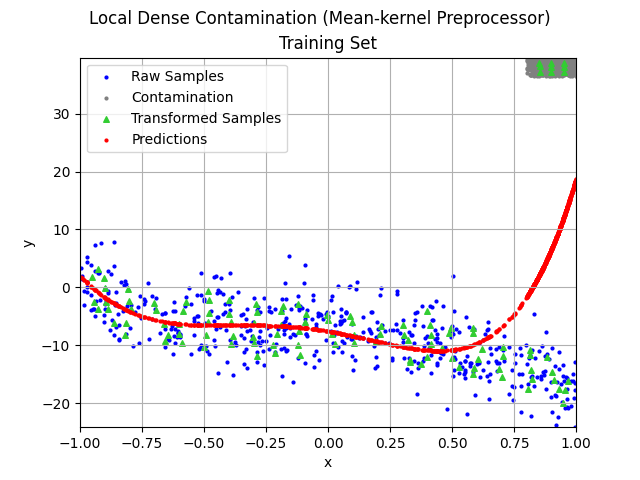 Local Dense Contamination (Mean-kernel Preprocessor)
Training Set
Raw Samples
Contamination
Transformed Samples
Predictions
y
30
20
10
0
−10
−20
−1.00 −0.75 −0.50 −0.25 0.00 0.25 0.50 0.75 1.00
x